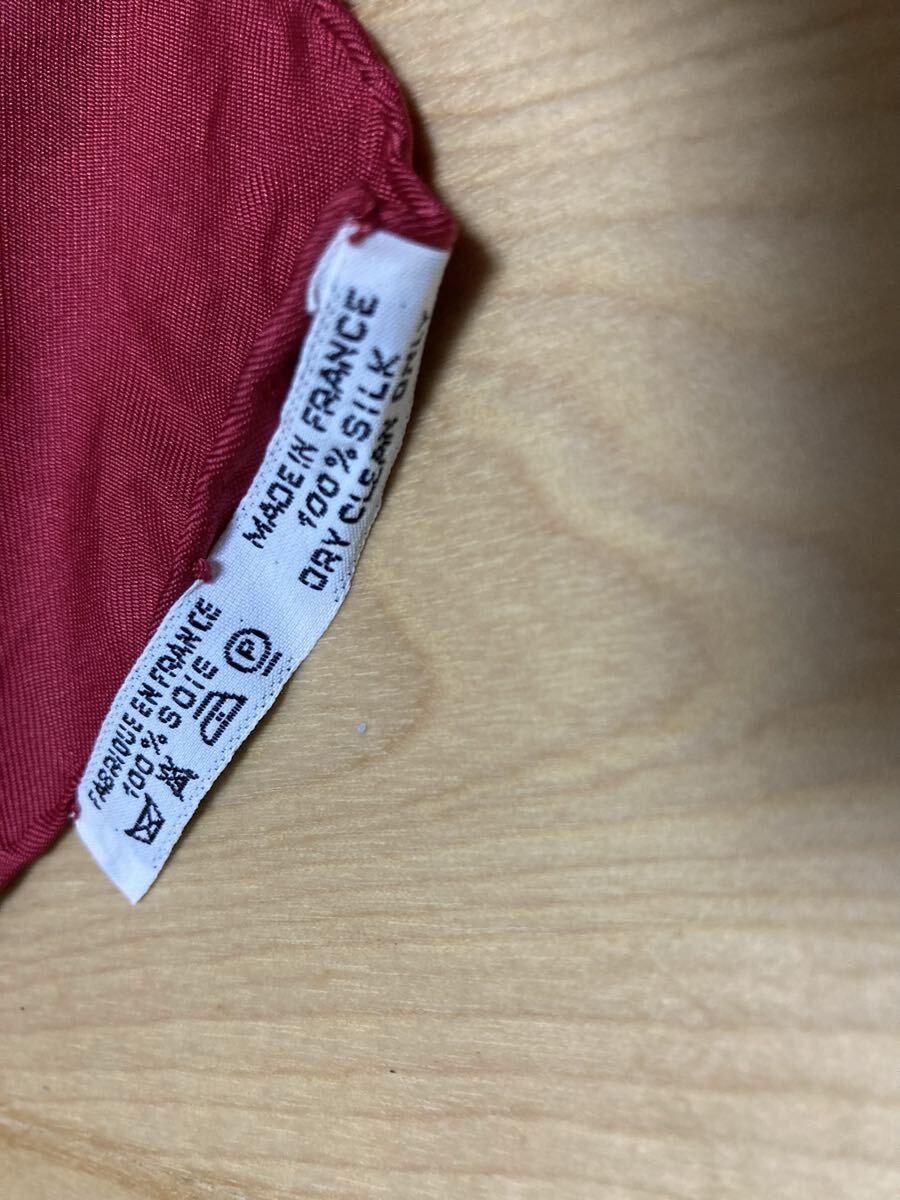 FABRIQUE EN FRANCE
100% SOIE
P
MADE IN FRANCE
100% SILK
DRY CLEAN ONLY